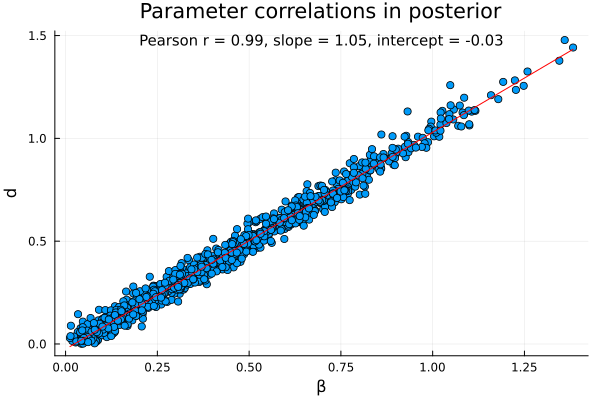 Parameter correlations in posterior
Pearson r = 0.99, slope = 1.05, intercept = -0.03
1.5
1.0
0.5
0.0
d
0.00 0.25 0.50 0.75 1.00 1.25
β